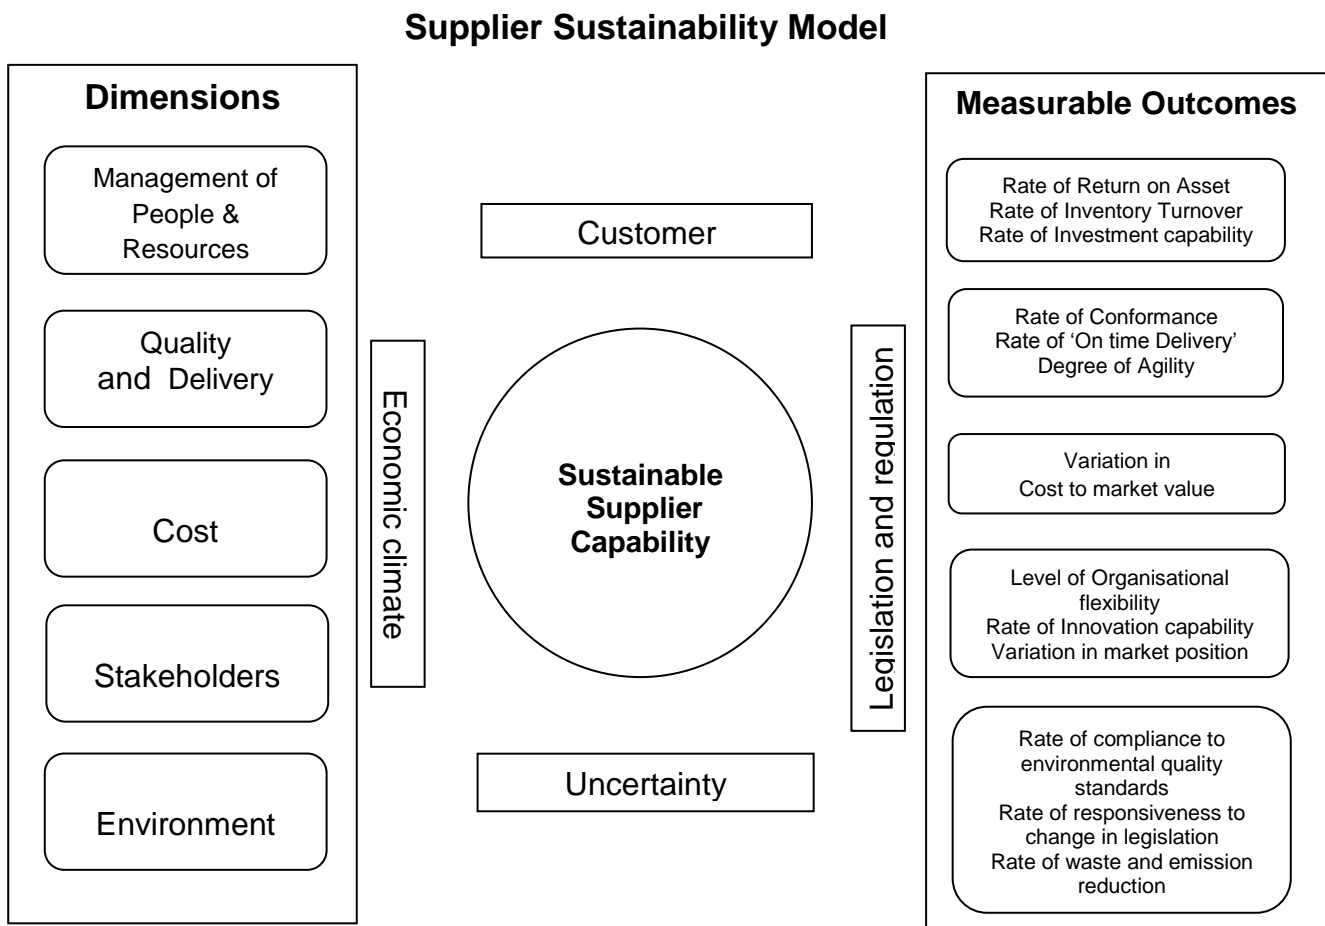 Supplier Sustainability Model
Dimensions
Management of
People &
Resources
Quality
and Delivery
Cost
Stakeholders
Environment
Economic climate
Customer
Sustainable
Supplier
Capability
Uncertainty
Legislation and regulation
Measurable Outcomes
Rate of Return on Asset
Rate of Inventory Turnover
Rate of Investment capability
Rate of Conformance
Rate of ‘On time Delivery’
Degree of Agility
Variation in
Cost to market value
Level of Organisational
flexibility
Rate of Innovation capability
Variation in market position
Rate of compliance to
environmental quality
standards
Rate of responsiveness to
change in legislation
Rate of waste and emission
reduction